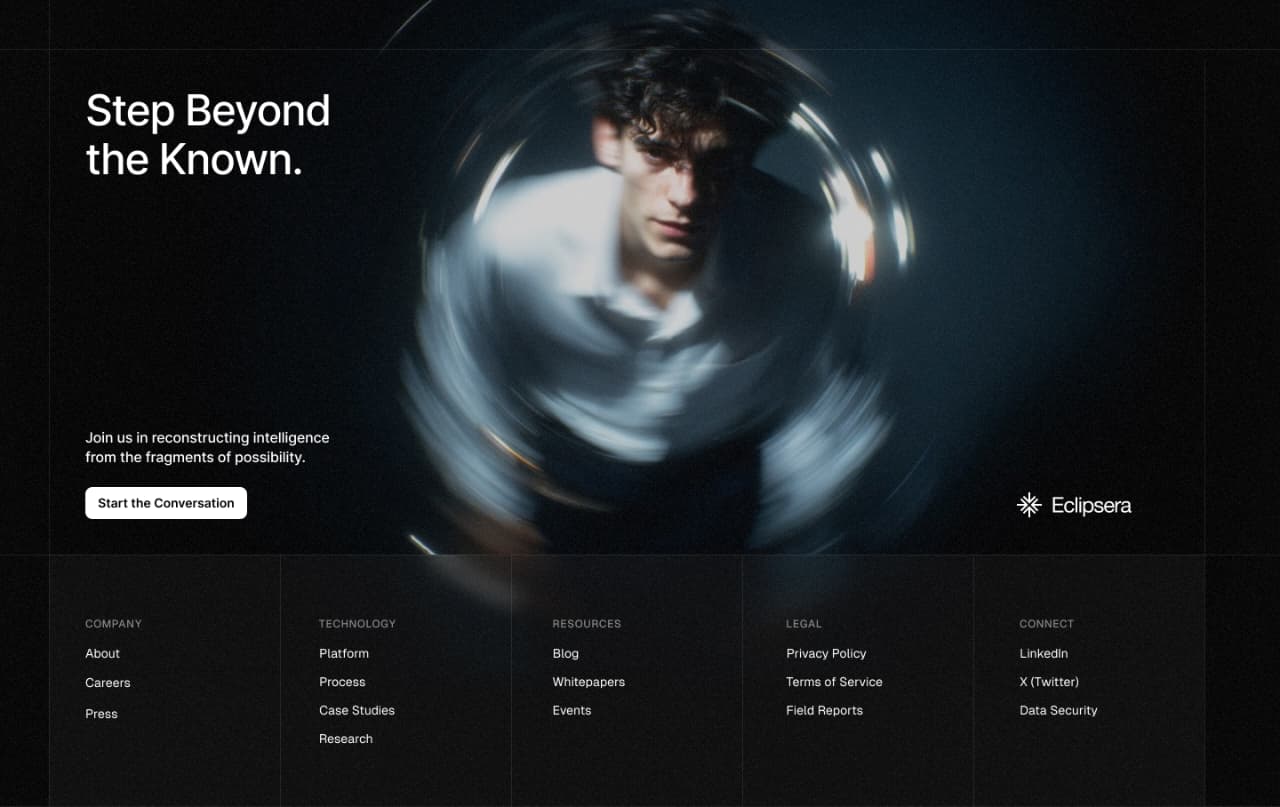 Step Beyond
the Known.
Join us in reconstructing intelligence
from the fragments of possibility.
Start the Conversation
Eclipsera
COMPANY
About
Careers
Press
TECHNOLOGY
Platform
Process
Case Studies
Research
RESOURCES
Blog
Whitepapers
Events
LEGAL
Privacy Policy
Terms of Service
Field Reports
CONNECT
LinkedIn
X (Twitter)
Data Security